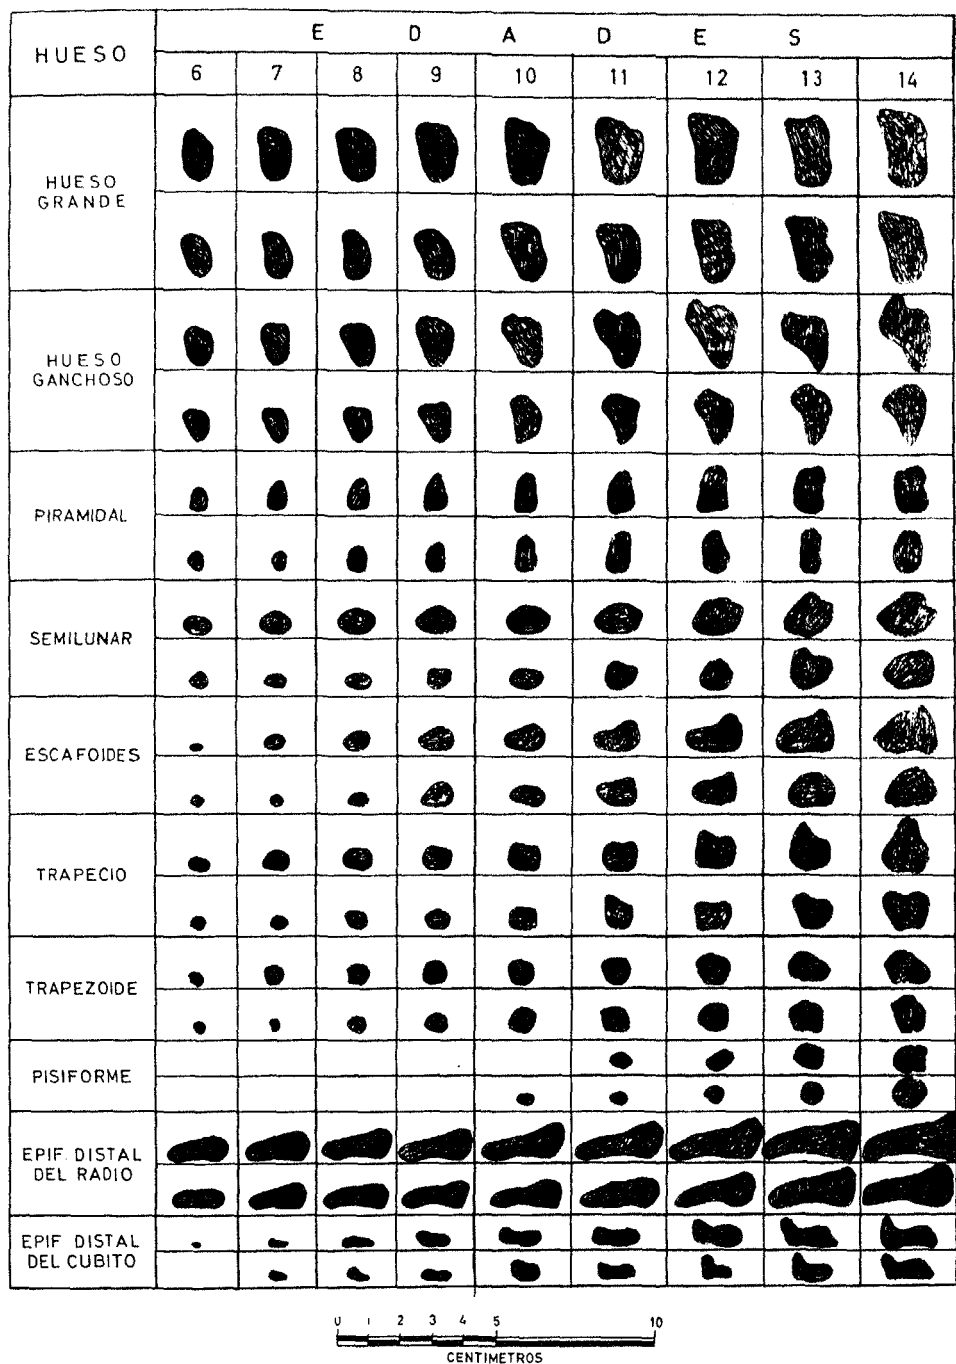 HUESO
E D A D E S
6 7 8 9 10 11 12 13 14
HUESO
GRANDE
HUESO
GANCHOSO
PIRAMIDAL
SEMILUNAR
ESCAFOIDES
TRAPECIO
TRAPEZOIDE
PISIFORME
EPIF. DISTAL
DEL RADIO
EPIF DISTAL
DEL CUBITO
0 1 2 3 4 5 10
CENTIMETROS